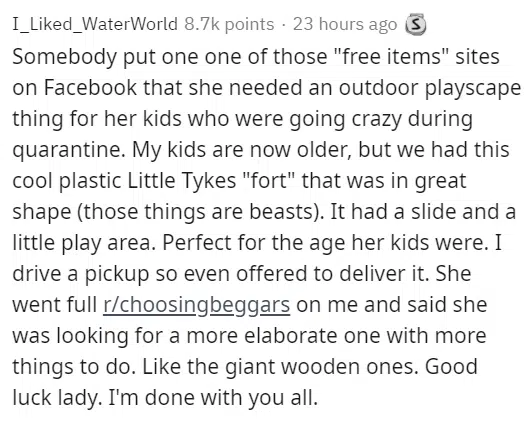 I_Liked_WaterWorld 8.7k points · 23 hours ago S
Somebody put one one of those "free items" sites
on Facebook that she needed an outdoor playscape
thing for her kids who were going crazy during
quarantine. My kids are now older, but we had this
cool plastic Little Tykes "fort" that was in great
shape (those things are beasts). It had a slide and a
little play area. Perfect for the age her kids were. I
drive a pickup so even offered to deliver it. She
went full r/choosingbeggars on me and said she
was looking for a more elaborate one with more
things to do. Like the giant wooden ones. Good
luck lady. I'm done with you all.